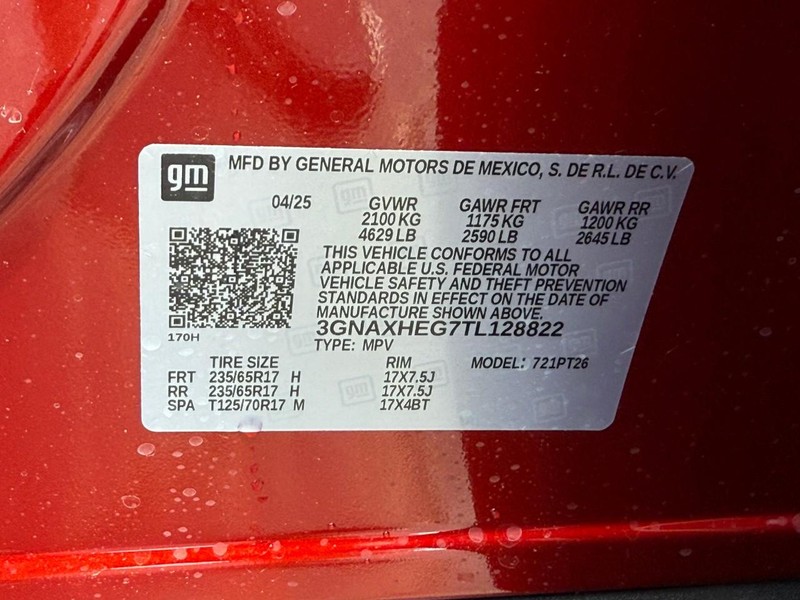 gm MFD BY GENERAL MOTORS DE MEXICO, S. DE R.L. DE C.V.
04/25 GVWR GAWR FRT GAWR RR
2100 KG 1175 KG 1200 KG
4629 LB 2590 LB 2645 LB
THIS VEHICLE CONFORMS TO ALL
APPLICABLE U.S. FEDERAL MOTOR
VEHICLE SAFETY AND THEFT PREVENTION
STANDARDS IN EFFECT ON THE DATE OF
MANUFACTURE SHOWN ABOVE.
170H 3GNAXHEG7TL128822
TYPE: MPV
TIRE SIZE RIM MODEL: 721PT26
FRT 235/65R17 H 17X7.5J
RR 235/65R17 H 17X7.5J
SPA T125/70R17 M 17X4BT